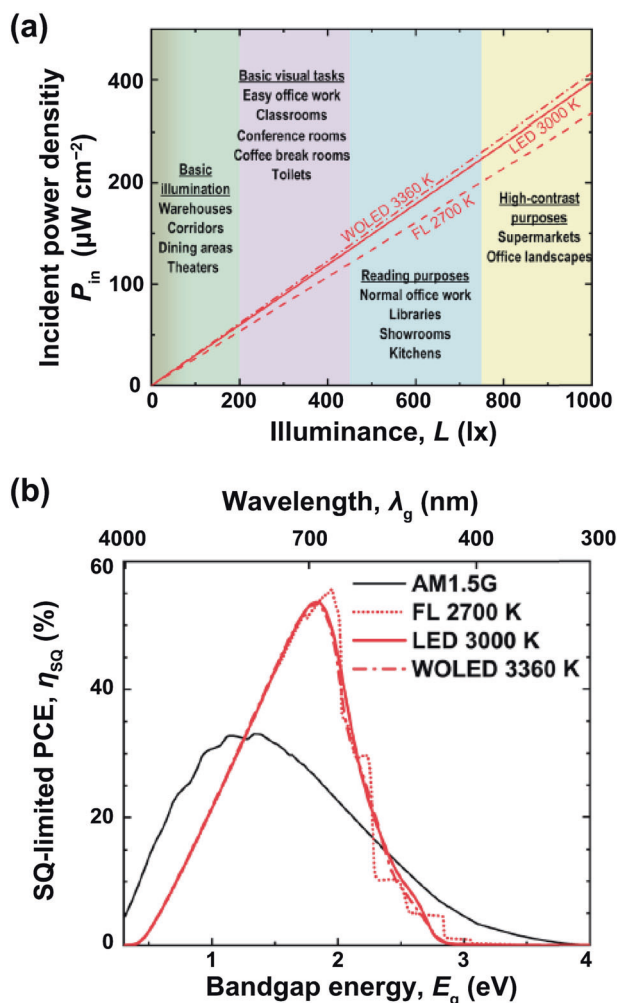 (a)
Incident power densitiy
P_in (µW cm⁻²)
400
200
100
0
Basic
illumination
Warehouses
Corridors
Dining areas
Theaters
Basic visual tasks
Easy office work
Classrooms
Conference rooms
Coffee break rooms
Toilets
WOLED 3360 K
LED 3000 K
FL 2700 K
Reading purposes
Normal office work
Libraries
Showrooms
Kitchens
High-contrast
purposes
Supermarkets
Office landscapes
0 200 400 600 800 1000
Illuminance, L (lx)
(b)
Wavelength, λ_g (nm)
4000 700 400 300
SQ-limited PCE, η_SQ (%)
60
40
20
0
AM1.5G
FL 2700 K
LED 3000 K
WOLED 3360 K
1 2 3 4
Bandgap energy, E_g (eV)